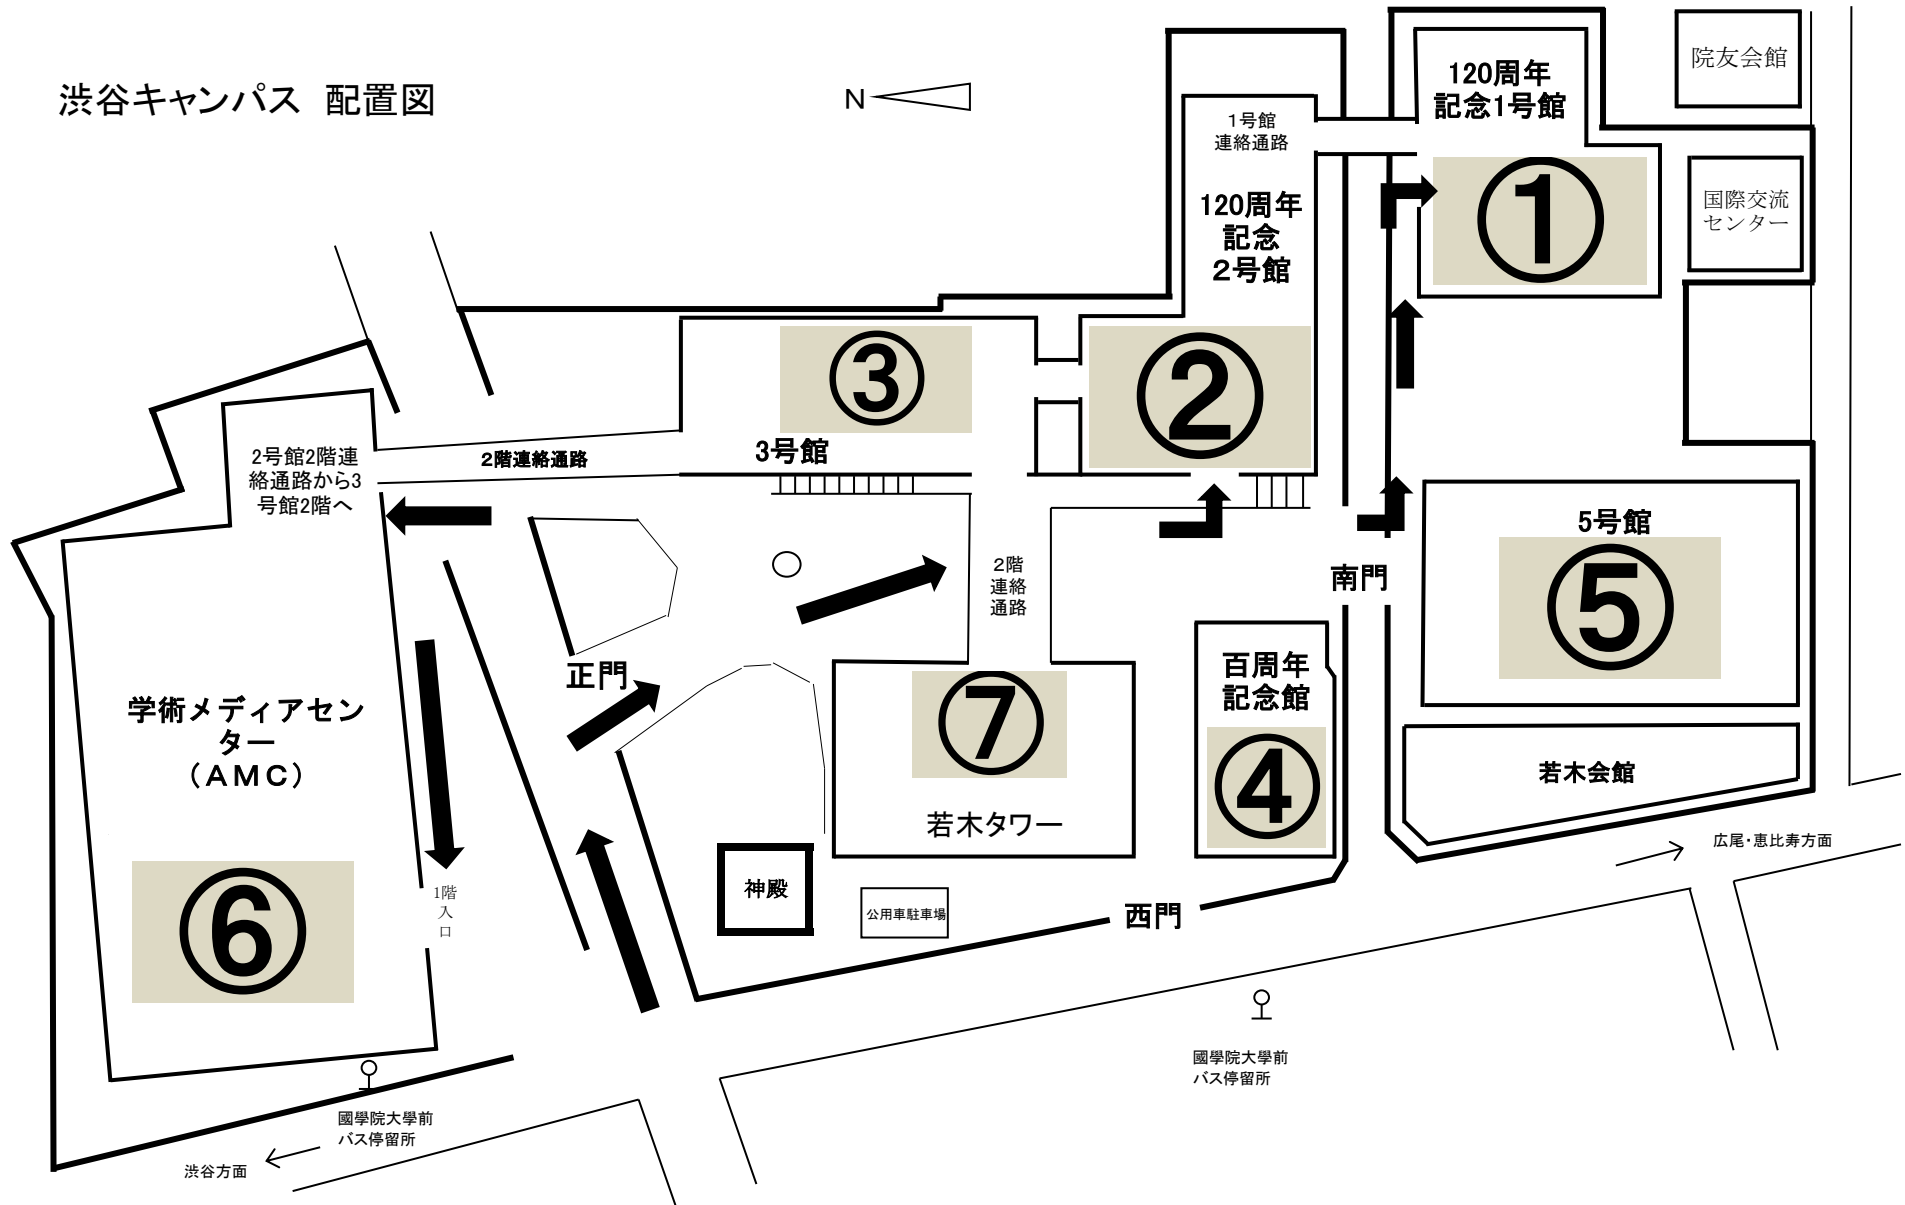 渋谷キャンパス 配置図
N
院友会館
120周年
記念1号館
①
1号館
連絡通路
120周年
記念
2号館
②
国際交流
センター
③
3号館
2階連絡通路
2号館2階連
絡通路から3
号館2階へ
5号館
⑤
南門
2階
連絡
通路
正門
学術メディアセン
ター
(AMC)
⑥
1階
入
口
⑦
若木タワー
百周年
記念館
④
若木会館
神殿
公用車駐車場
西門
広尾・恵比寿方面
國學院大學前
バス停留所
國學院大學前
バス停留所
渋谷方面